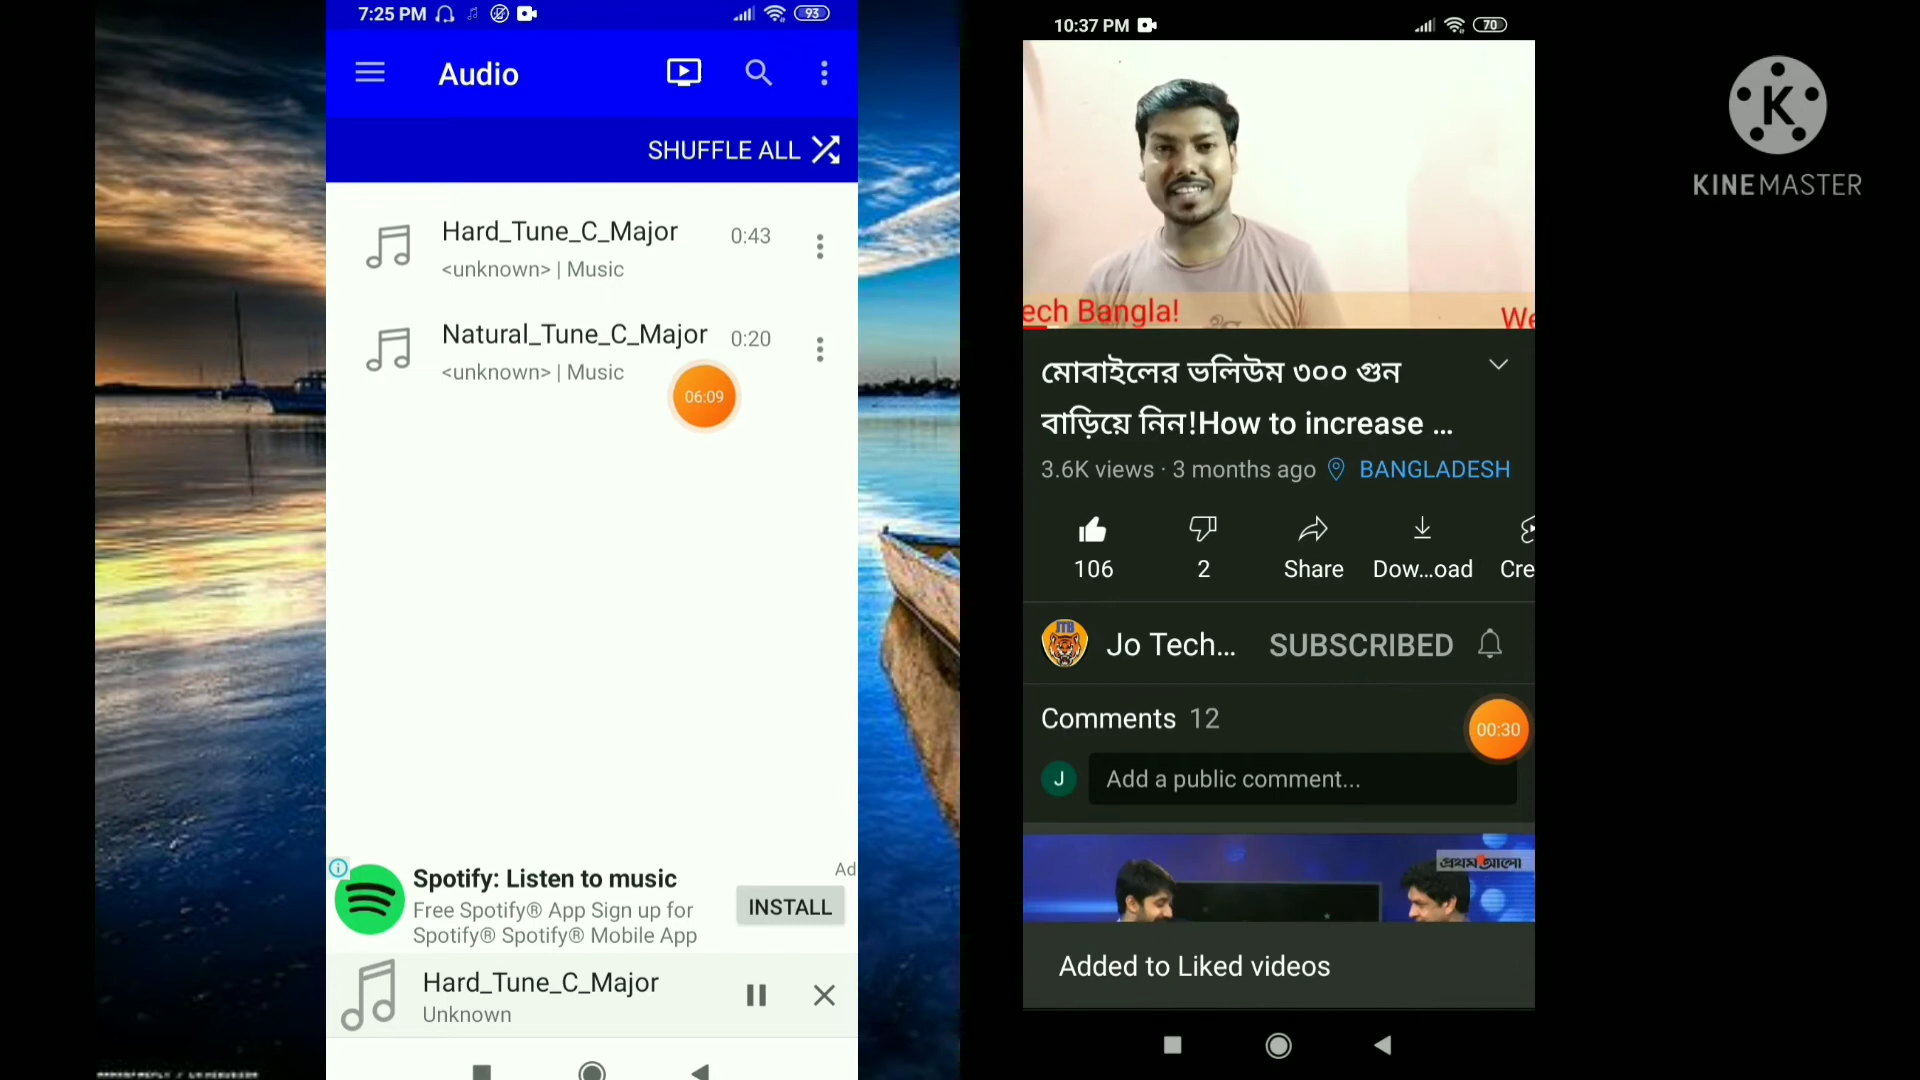 7:25 PM
93
Audio
SHUFFLE ALL
Hard_Tune_C_Major
0:43
<unknown> | Music
Natural_Tune_C_Major
0:20
<unknown> | Music
06:09
Ad
Spotify: Listen to music
Free Spotify® App Sign up for
Spotify® Spotify® Mobile App
INSTALL
Hard_Tune_C_Major
Unknown
10:37 PM
70
ech Bangla!
We
মোবাইলের ভলিউম ৩০০ গুন
বাড়িয়ে নিন!How to increase ...
3.6K views · 3 months ago BANGLADESH
106
2
Share
Dow...oad
Cre
JTB
Jo Tech...
SUBSCRIBED
Comments 12
00:30
J
Add a public comment...
প্রথম আলো
Added to Liked videos
K
KINEMASTER